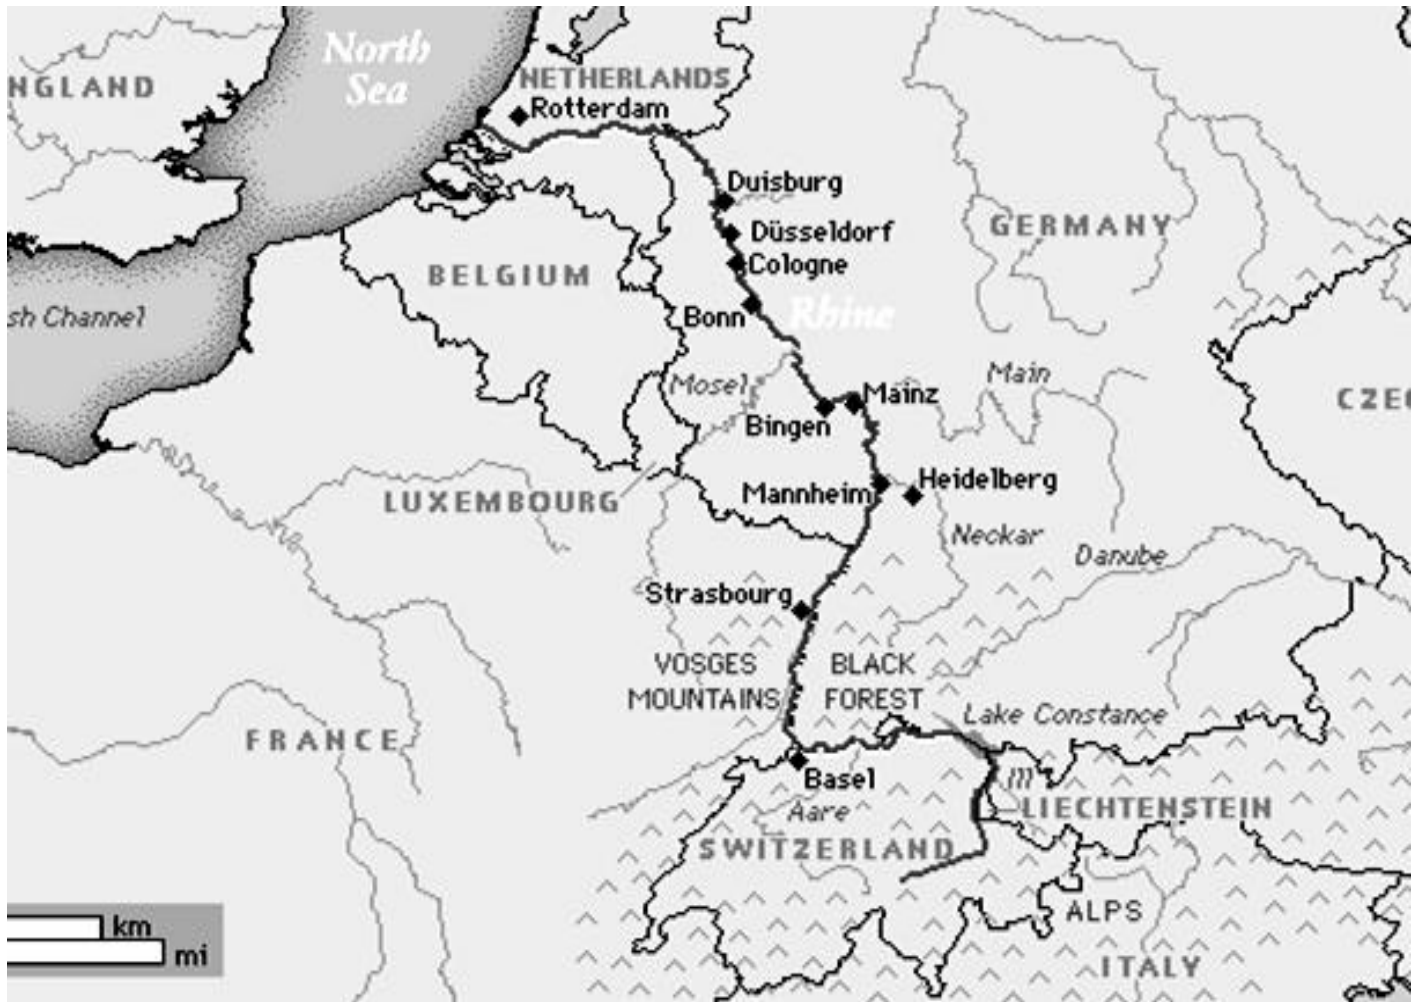 North
Sea
NGLAND
NETHERLANDS
Rotterdam
Duisburg
GERMANY
Düsseldorf
BELGIUM
Cologne
sh Channel
Bonn
Rhine
Mosel
Main
Mainz
CZE
Bingen
LUXEMBOURG
Mannheim
Heidelberg
Neckar
Danube
Strasbourg
VOSGES
MOUNTAINS
BLACK
FOREST
Lake Constance
FRANCE
Basel
Ill
Aare
LIECHTENSTEIN
SWITZERLAND
ALPS
km
mi
ITALY